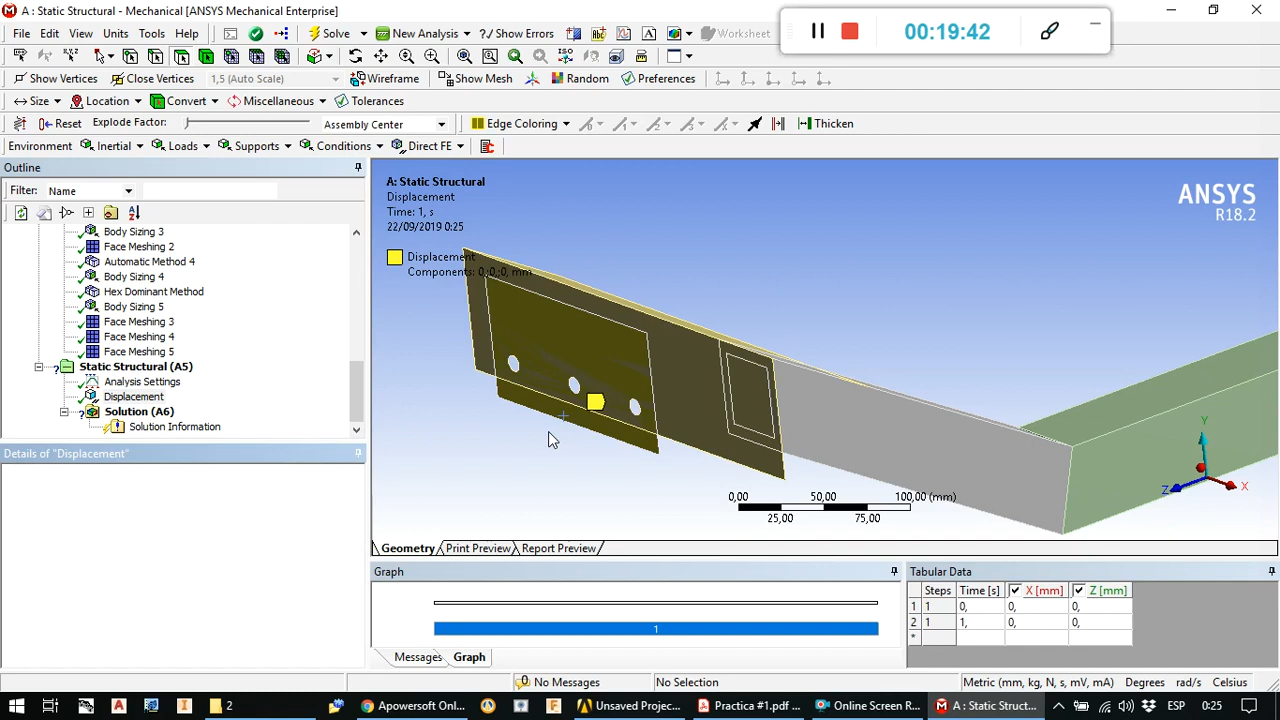 A : Static Structural - Mechanical [ANSYS Mechanical Enterprise]
00:19:42
File Edit View Units Tools Help Solve New Analysis ?/ Show Errors Worksheet
Show Vertices Close Vertices 1,5 (Auto Scale) Wireframe Show Mesh Random Preferences
Size Location Convert Miscellaneous Tolerances
Reset Explode Factor: Assembly Center Edge Coloring Thicken
Environment Inertial Loads Supports Conditions Direct FE
Outline
Filter: Name
Body Sizing 3
Face Meshing 2
Automatic Method 4
Body Sizing 4
Hex Dominant Method
Body Sizing 5
Face Meshing 3
Face Meshing 4
Face Meshing 5
Static Structural (A5)
Analysis Settings
Displacement
Solution (A6)
Solution Information
Details of "Displacement"
A: Static Structural
Displacement
Time: 1, s
22/09/2019 0:25
Displacement
Components: 0,;0,;0, mm
ANSYS
R18.2
Y
Z
X
0,00 50,00 100,00 (mm)
25,00 75,00
Geometry Print Preview Report Preview
Graph
1
Messages Graph
Tabular Data
Steps Time [s] X [mm] Z [mm]
1 1 0, 0, 0,
2 1 1, 0, 0,
*
No Messages No Selection Metric (mm, kg, N, s, mV, mA) Degrees rad/s Celsius
2 Apowersoft Onl... Unsaved Projec... Practica #1.pdf ... Online Screen R... A : Static Struct... ESP 0:25